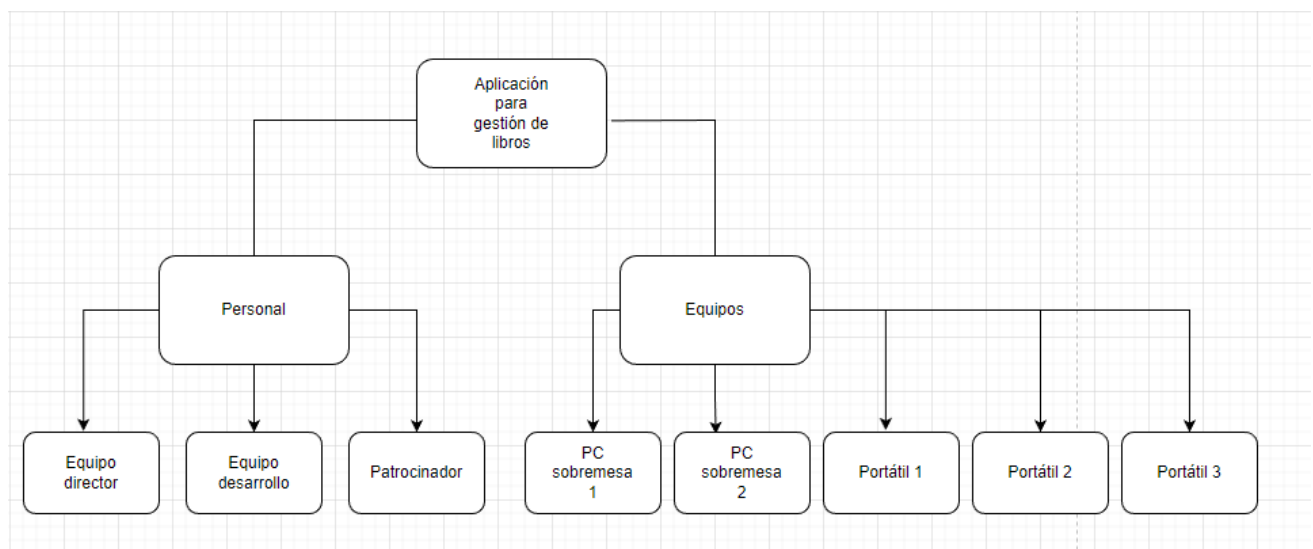 Aplicación
para
gestión de
libros
Personal
Equipos
Equipo
director
Equipo
desarrollo
Patrocinador
PC
sobremesa
1
PC
sobremesa
2
Portátil 1
Portátil 2
Portátil 3